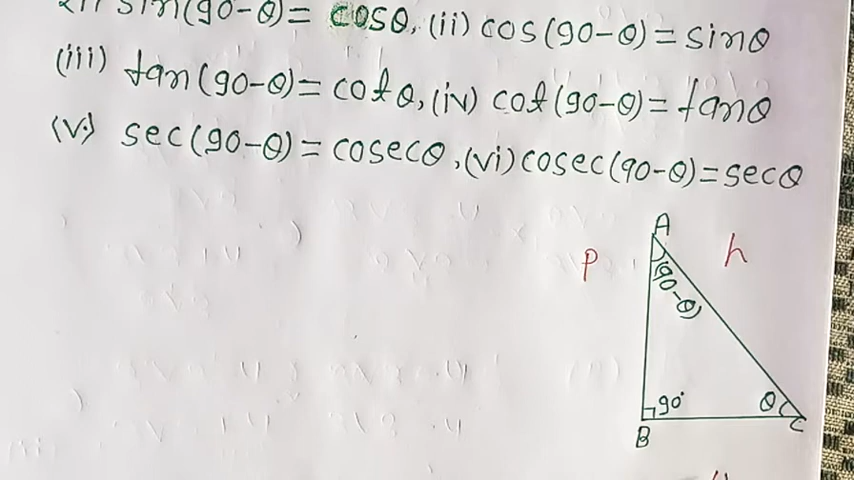 sin(90-θ)= cosθ, (ii) cos(90-θ)=sinθ
(iii) tan(90-θ)= cotθ, (iv) cot(90-θ)= tanθ
(v) sec(90-θ)= cosecθ, (vi) cosec(90-θ)=secθ
A
p
h
(90-θ)
90°
θ
B
C